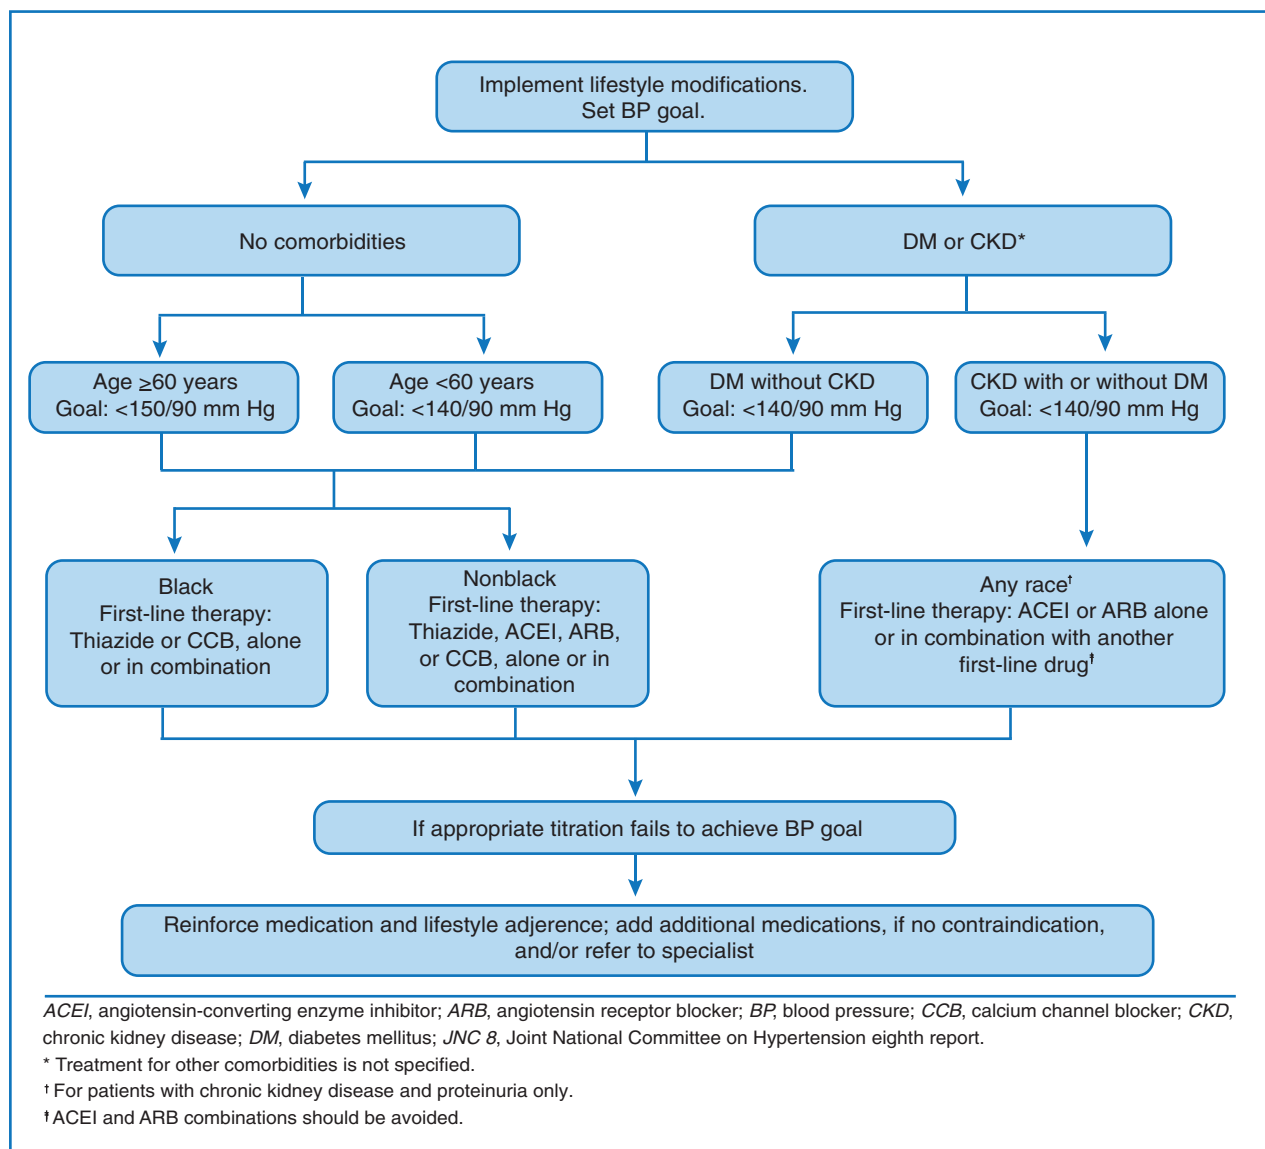 Implement lifestyle modifications.
Set BP goal.
No comorbidities
DM or CKD*
Age ≥60 years
Goal: <150/90 mm Hg
Age <60 years
Goal: <140/90 mm Hg
DM without CKD
Goal: <140/90 mm Hg
CKD with or without DM
Goal: <140/90 mm Hg
Black
First-line therapy:
Thiazide or CCB, alone
or in combination
Nonblack
First-line therapy:
Thiazide, ACEI, ARB,
or CCB, alone or in
combination
Any race†
First-line therapy: ACEI or ARB alone
or in combination with another
first-line drug‡
If appropriate titration fails to achieve BP goal
Reinforce medication and lifestyle adjerence; add additional medications, if no contraindication,
and/or refer to specialist
ACEI, angiotensin-converting enzyme inhibitor; ARB, angiotensin receptor blocker; BP, blood pressure; CCB, calcium channel blocker; CKD,
chronic kidney disease; DM, diabetes mellitus; JNC 8, Joint National Committee on Hypertension eighth report.
* Treatment for other comorbidities is not specified.
† For patients with chronic kidney disease and proteinuria only.
‡ ACEI and ARB combinations should be avoided.